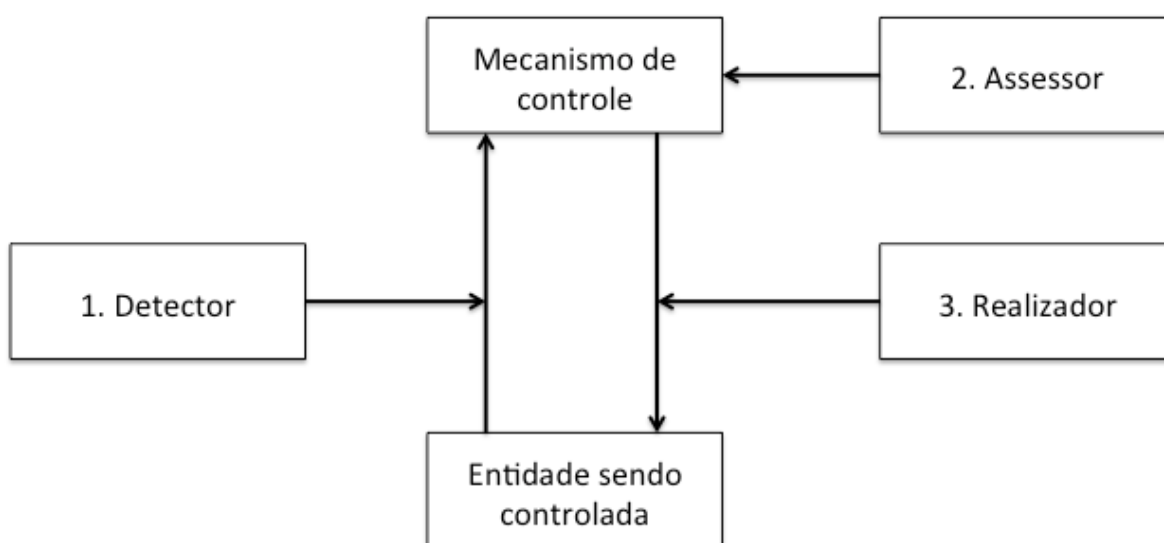 Mecanismo de
controle
2. Assessor
1. Detector
3. Realizador
Entidade sendo
controlada